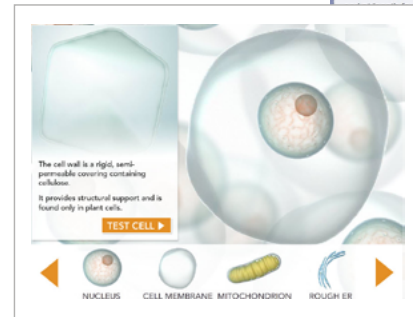 The cell wall is a rigid, semi-
permeable covering containing
cellulose.
It provides structural support and is
found only in plant cells.
TEST CELL
NUCLEUS
CELL MEMBRANE
MITOCHONDRION
ROUGH ER